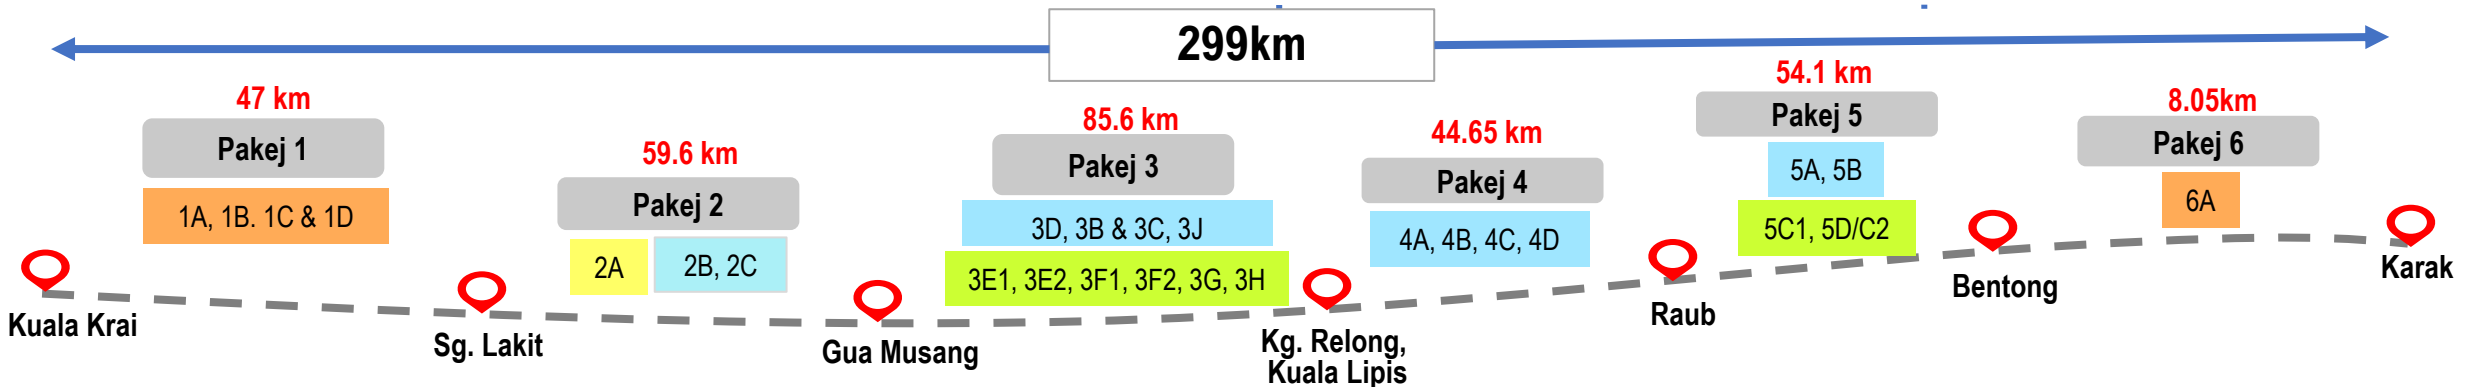 299km
47 km
Pakej 1
1A, 1B. 1C & 1D
59.6 km
Pakej 2
2A
2B, 2C
85.6 km
Pakej 3
3D, 3B & 3C, 3J
3E1, 3E2, 3F1, 3F2, 3G, 3H
44.65 km
Pakej 4
4A, 4B, 4C, 4D
54.1 km
Pakej 5
5A, 5B
5C1, 5D/C2
8.05km
Pakej 6
6A
Kuala Krai
Sg. Lakit
Gua Musang
Kg. Relong,
Kuala Lipis
Raub
Bentong
Karak